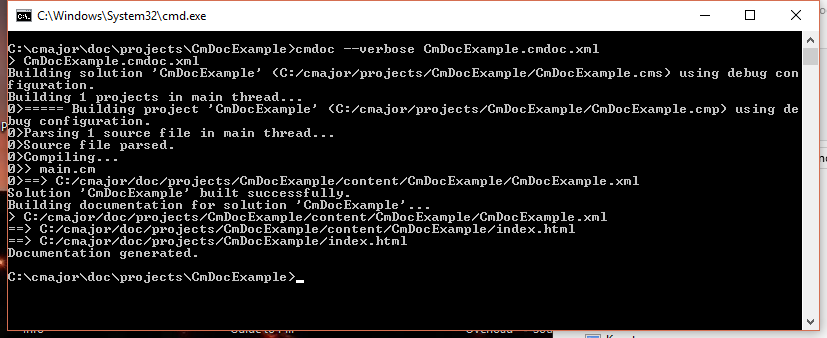 C:\Windows\System32\cmd.exe
C:\cmajor\doc\projects\CmDocExample>cmdoc --verbose CmDocExample.cmdoc.xml
> CmDocExample.cmdoc.xml
Building solution 'CmDocExample' (C:/cmajor/projects/CmDocExample/CmDocExample.cms) using debug con
figuration.
Building 1 projects in main thread...
0>===== Building project 'CmDocExample' (C:/cmajor/projects/CmDocExample/CmDocExample.cmp) using de
bug configuration.
0>Parsing 1 source file in main thread...
0>Source file parsed.
0>Compiling...
0>> main.cm
0>==> C:/cmajor/doc/projects/CmDocExample/content/CmDocExample/CmDocExample.xml
Solution 'CmDocExample' built successfully.
Building documentation for solution 'CmDocExample'...
> C:/cmajor/doc/projects/CmDocExample/content/CmDocExample/CmDocExample.xml
==> C:/cmajor/doc/projects/CmDocExample/content/CmDocExample/index.html
==> C:/cmajor/doc/projects/CmDocExample/index.html
Documentation generated.
C:\cmajor\doc\projects\CmDocExample>_